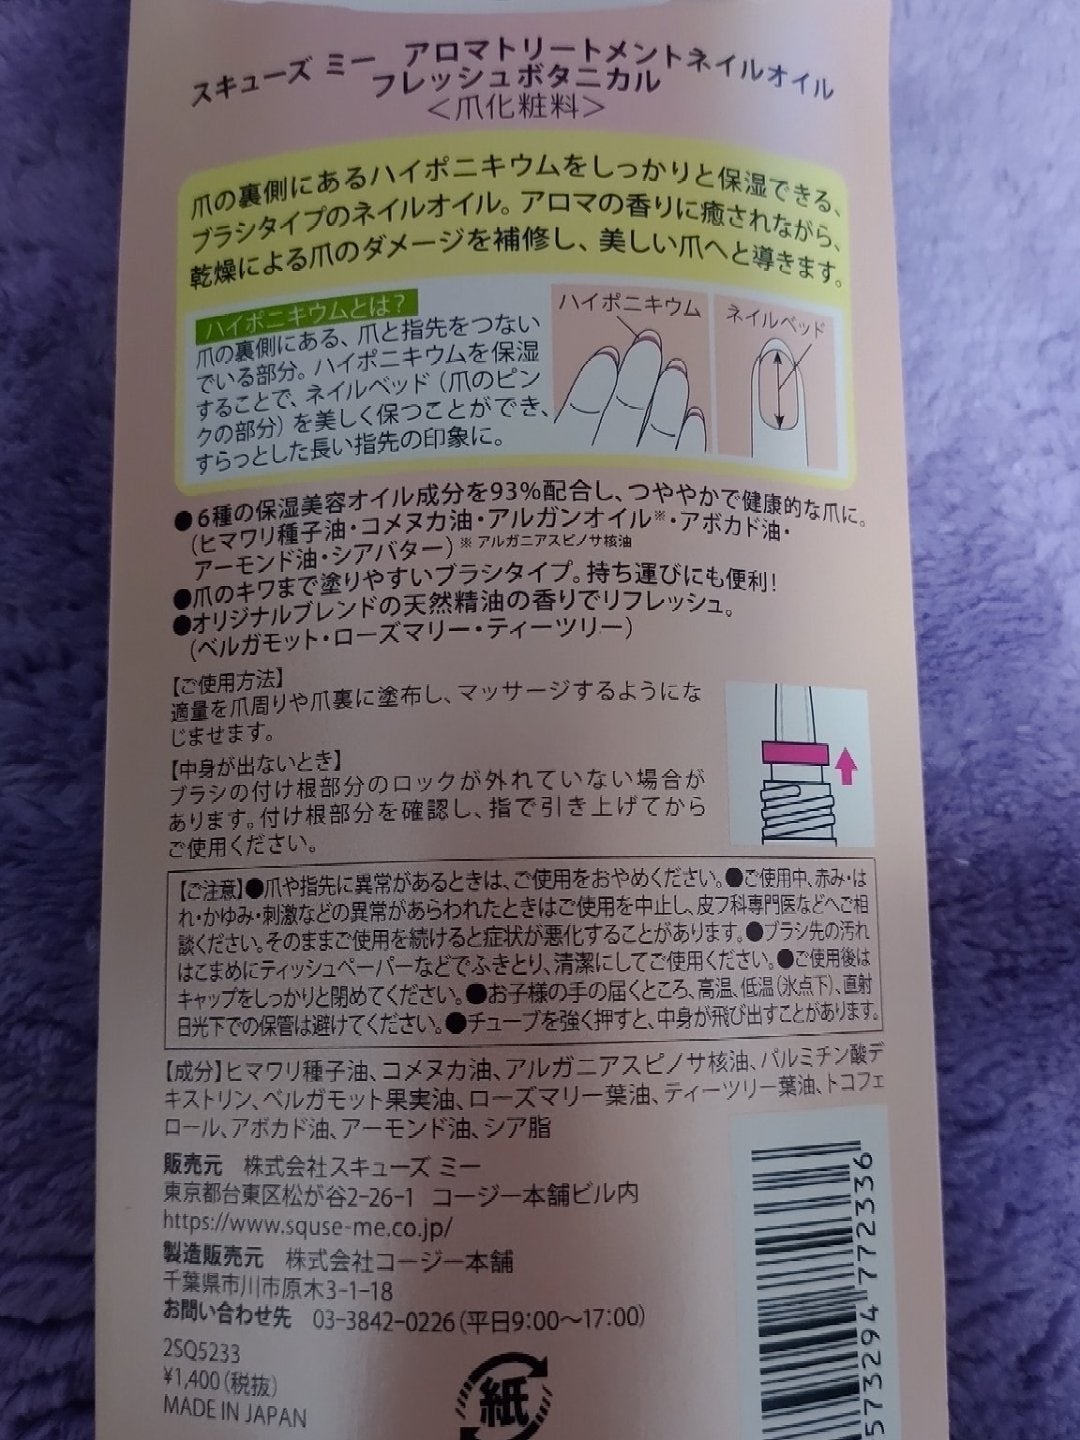 スキューズ ミー　アロマトリートメントネイルオイル
フレッシュボタニカル
＜爪化粧料＞
爪の裏側にあるハイポニキウムをしっかりと保湿できる、
ブラシタイプのネイルオイル。アロマの香りに癒されながら、
乾燥による爪のダメージを補修し、美しい爪へと導きます。
ハイポニキウムとは？
爪の裏側にある、爪と指先をつない
でいる部分。ハイポニキウムを保湿
することで、ネイルベッド（爪のピン
クの部分）を美しく保つことができ、
すらっとした長い指先の印象に。
ハイポニキウム
ネイルベッド
●6種の保湿美容オイル成分を93%配合し、つややかで健康的な爪に。
(ヒマワリ種子油・コメヌカ油・アルガンオイル※・アボカド油・
アーモンド油・シアバター) ※ アルガニアスピノサ核油
●爪のキワまで塗りやすいブラシタイプ。持ち運びにも便利！
●オリジナルブレンドの天然精油の香りでリフレッシュ。
(ベルガモット・ローズマリー・ティーツリー)
【ご使用方法】
適量を爪周りや爪裏に塗布し、マッサージするようにな
じませます。
【中身が出ないとき】
ブラシの付け根部分のロックが外れていない場合が
あります。付け根部分を確認し、指で引き上げてから
ご使用ください。
【ご注意】●爪や指先に異常があるときは、ご使用をおやめください。●ご使用中、赤み・は
れ・かゆみ・刺激などの異常があらわれたときはご使用を中止し、皮フ科専門医などへご相
談ください。そのままご使用を続けると症状が悪化することがあります。●ブラシ先の汚れ
はこまめにティッシュペーパーなどでふきとり、清潔にしてご使用ください。●ご使用後は
キャップをしっかりと閉めてください。●お子様の手の届くところ、高温、低温（氷点下）、直射
日光下での保管は避けてください。●チューブを強く押すと、中身が飛び出すことがあります。
【成分】ヒマワリ種子油、コメヌカ油、アルガニアスピノサ核油、パルミチン酸デ
キストリン、ベルガモット果実油、ローズマリー葉油、ティーツリー葉油、トコフェ
ロール、アボカド油、アーモンド油、シア脂
販売元　株式会社スキューズ ミー
東京都台東区松が谷2-26-1 コージー本舗ビル内
https://www.squse-me.co.jp/
製造販売元　株式会社コージー本舗
千葉県市川市原木3-1-18
お問い合わせ先　03-3842-0226（平日9:00〜17:00）
2SQ5233
¥1,400（税抜）
MADE IN JAPAN
紙
573294 772336